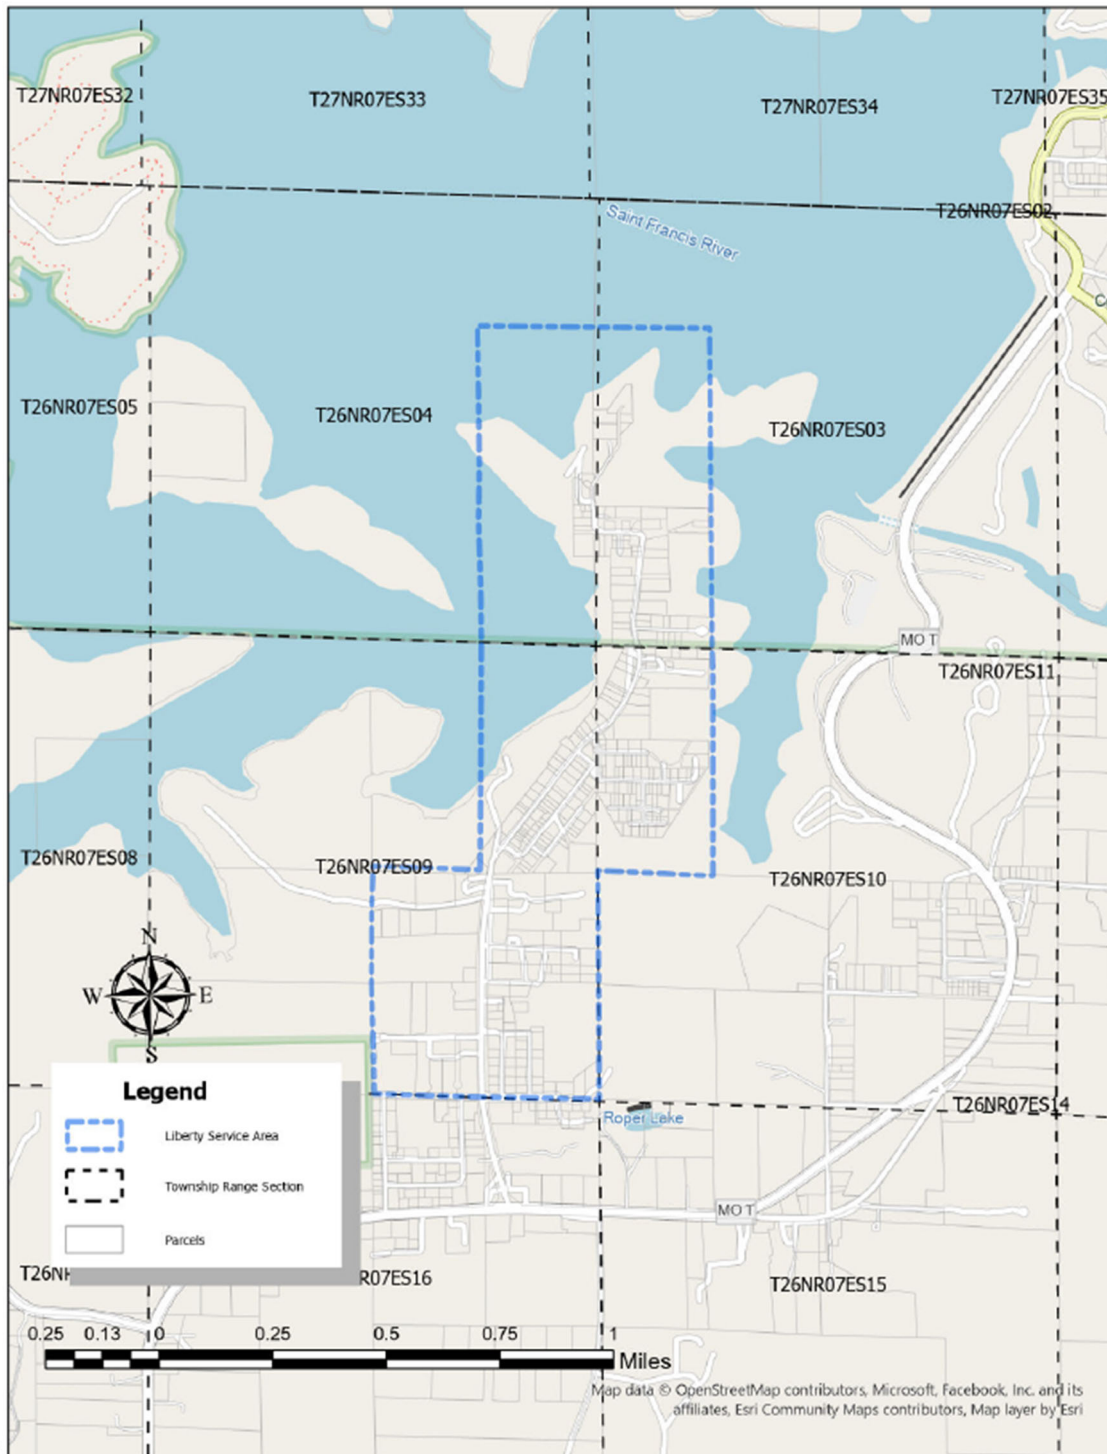 T27NR07ES32
T27NR07ES33
T27NR07ES34
T27NR07ES35
T26NR07ES02
Saint Francis River
T26NR07ES05
T26NR07ES04
T26NR07ES03
MO T
T26NR07ES11
T26NR07ES08
T26NR07ES09
T26NR07ES10
N
W E
S
Legend
Liberty Service Area
Township Range Section
Parcels
Roper Lake
T26NR07ES14
MO T
NR07ES16
T26NR07ES15
0.25 0.13 0 0.25 0.5 0.75 1
Miles
Map data © OpenStreetMap contributors, Microsoft, Facebook, Inc. and its
affiliates, Esri Community Maps contributors, Map layer by Esri